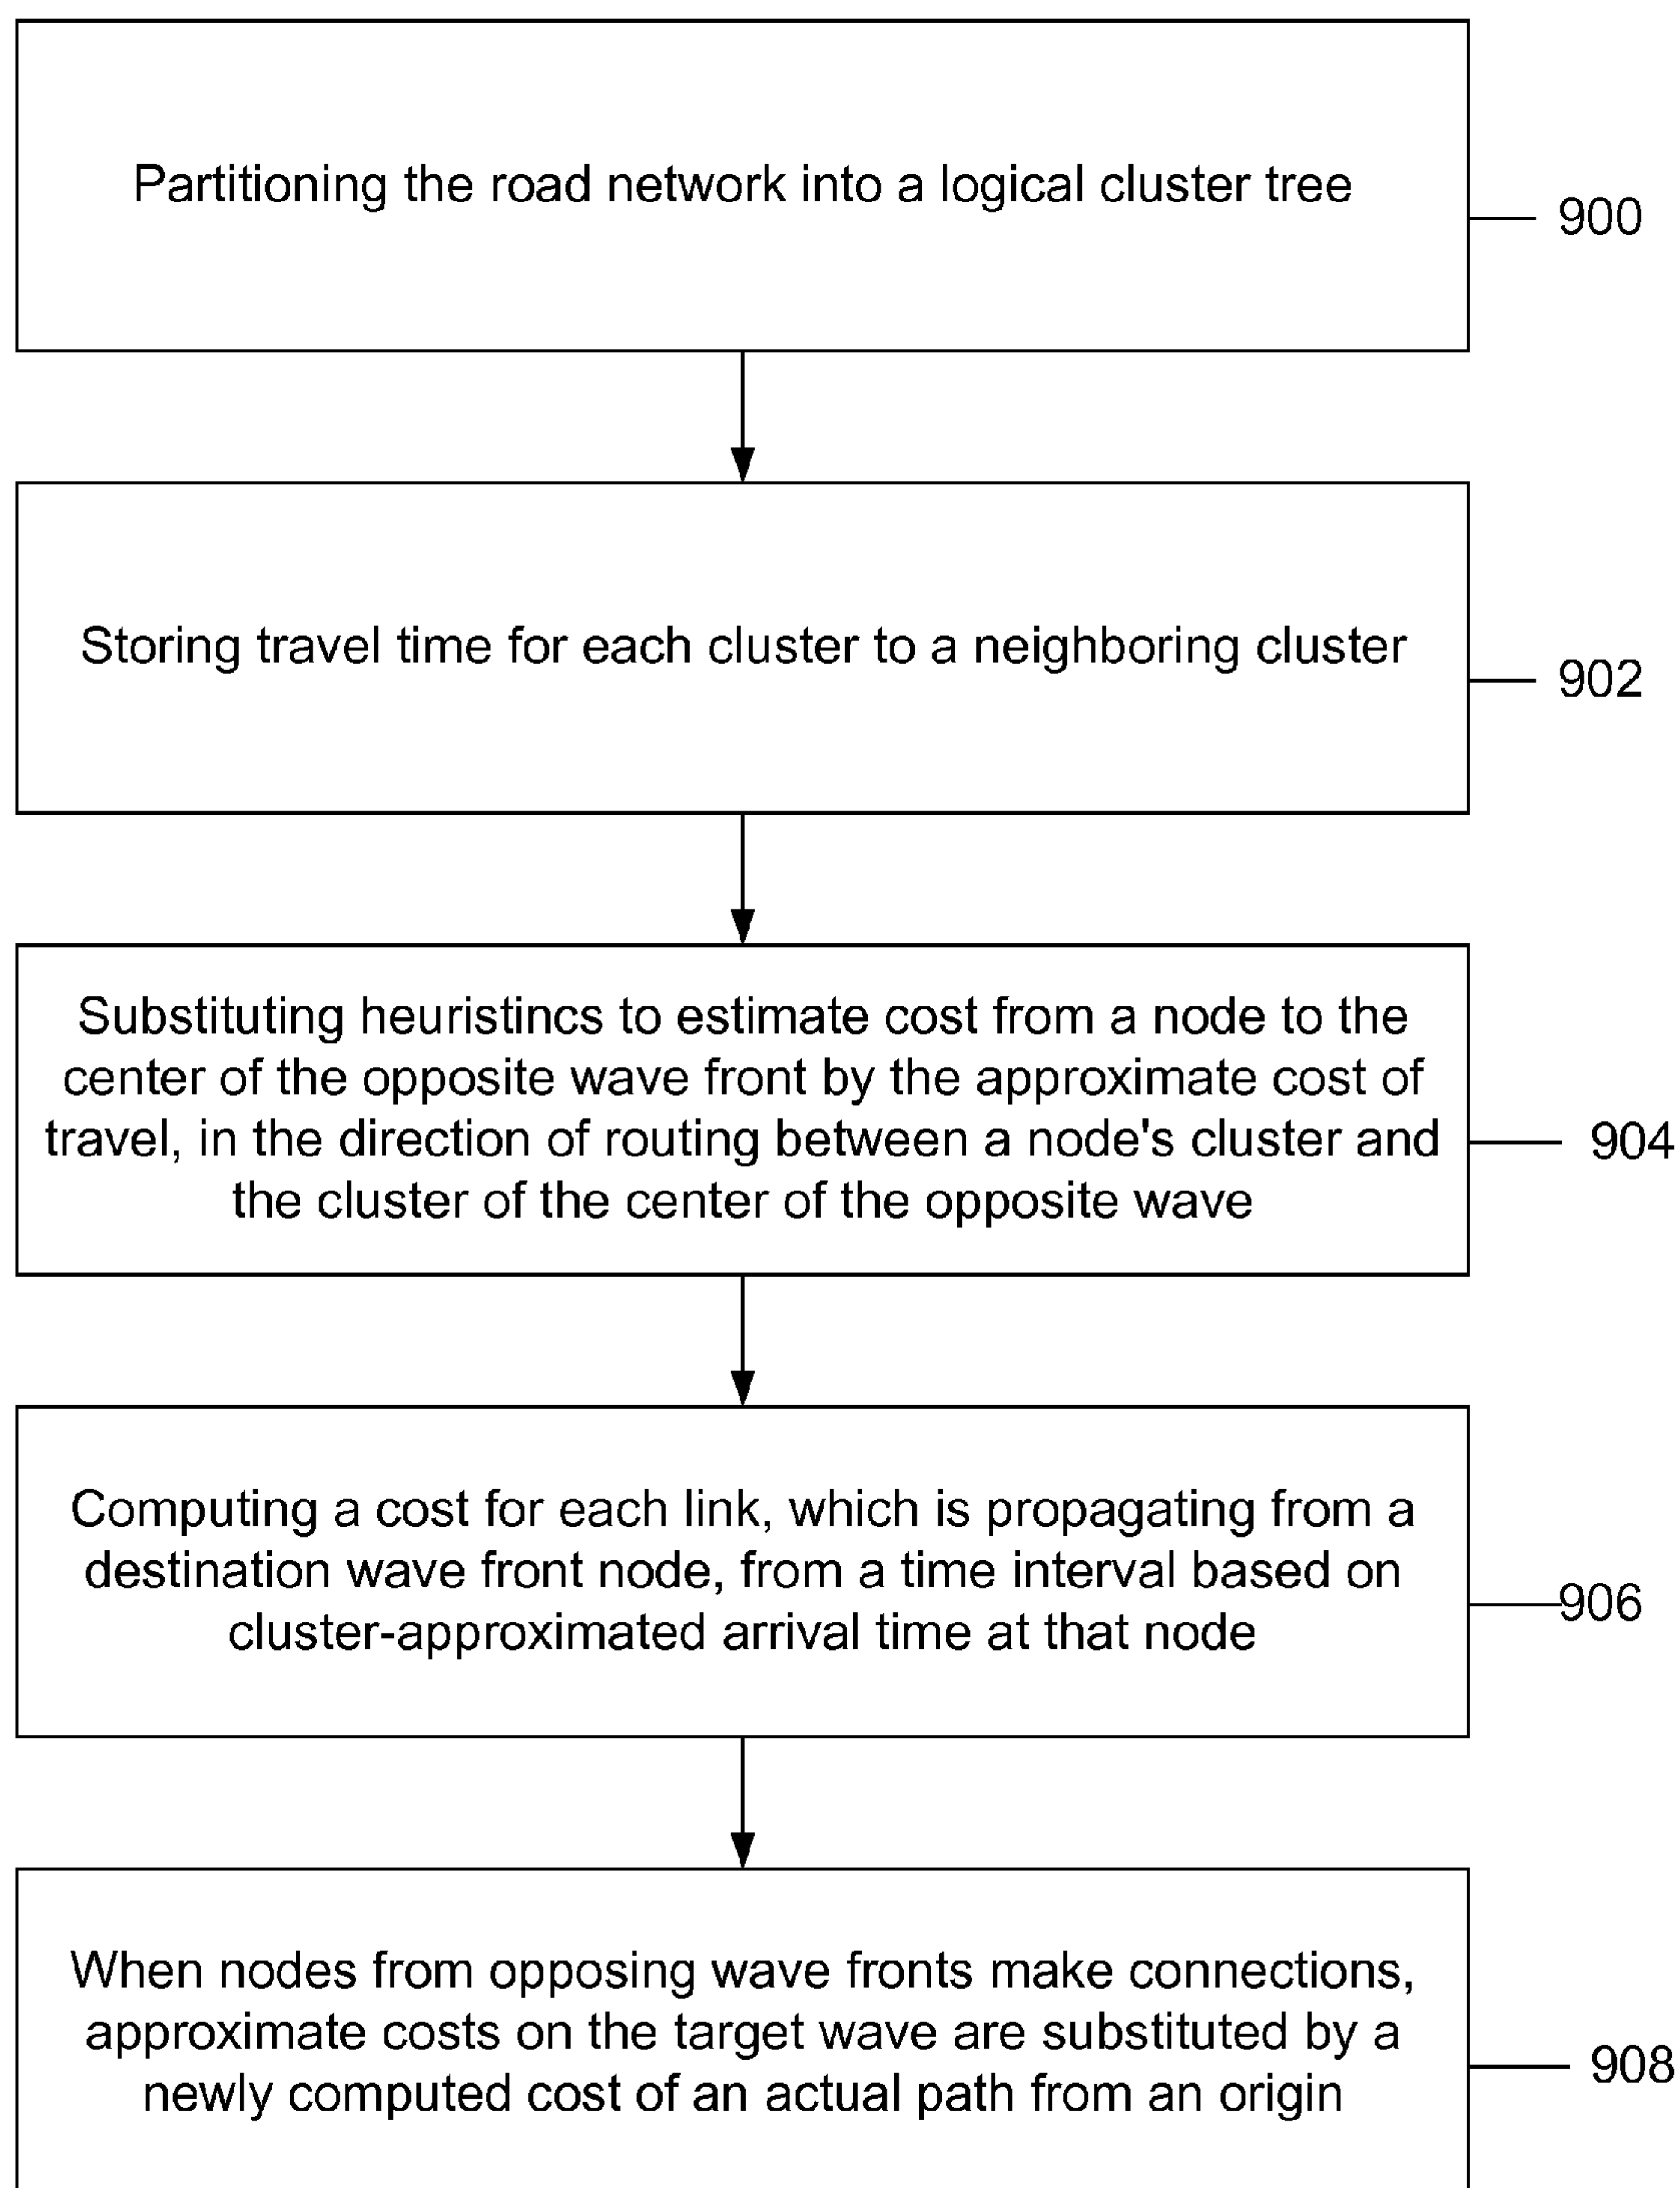 Partitioning the road network into a logical cluster tree
900
Storing travel time for each cluster to a neighboring cluster
902
Substituting heuristincs to estimate cost from a node to the
center of the opposite wave front by the approximate cost of
travel, in the direction of routing between a node's cluster and
the cluster of the center of the opposite wave
904
Computing a cost for each link, which is propagating from a
destination wave front node, from a time interval based on
cluster-approximated arrival time at that node
906
When nodes from opposing wave fronts make connections,
approximate costs on the target wave are substituted by a
newly computed cost of an actual path from an origin
908